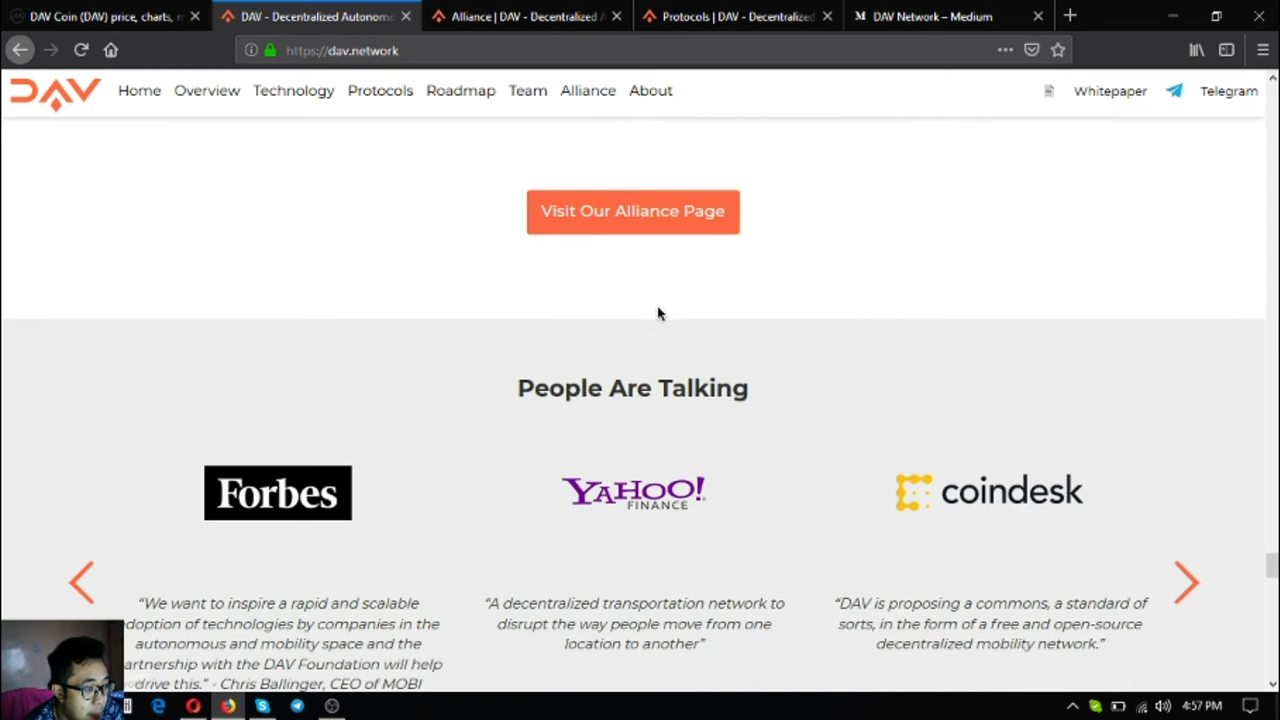 DAV Coin (DAV) price, charts, m
DAV - Decentralized Autonomo
Alliance | DAV - Decentralized A
Protocols | DAV - Decentralized
M DAV Network – Medium
https://dav.network
DAV
Home Overview Technology Protocols Roadmap Team Alliance About Whitepaper Telegram
Visit Our Alliance Page
People Are Talking
Forbes
YAHOO!
FINANCE
coindesk
“We want to inspire a rapid and scalable
doption of technologies by companies in the
autonomous and mobility space and the
artnership with the DAV Foundation will help
drive this.” - Chris Ballinger, CEO of MOBI
“A decentralized transportation network to
disrupt the way people move from one
location to another”
“DAV is proposing a commons, a standard of
sorts, in the form of a free and open-source
decentralized mobility network.”
4:57 PM